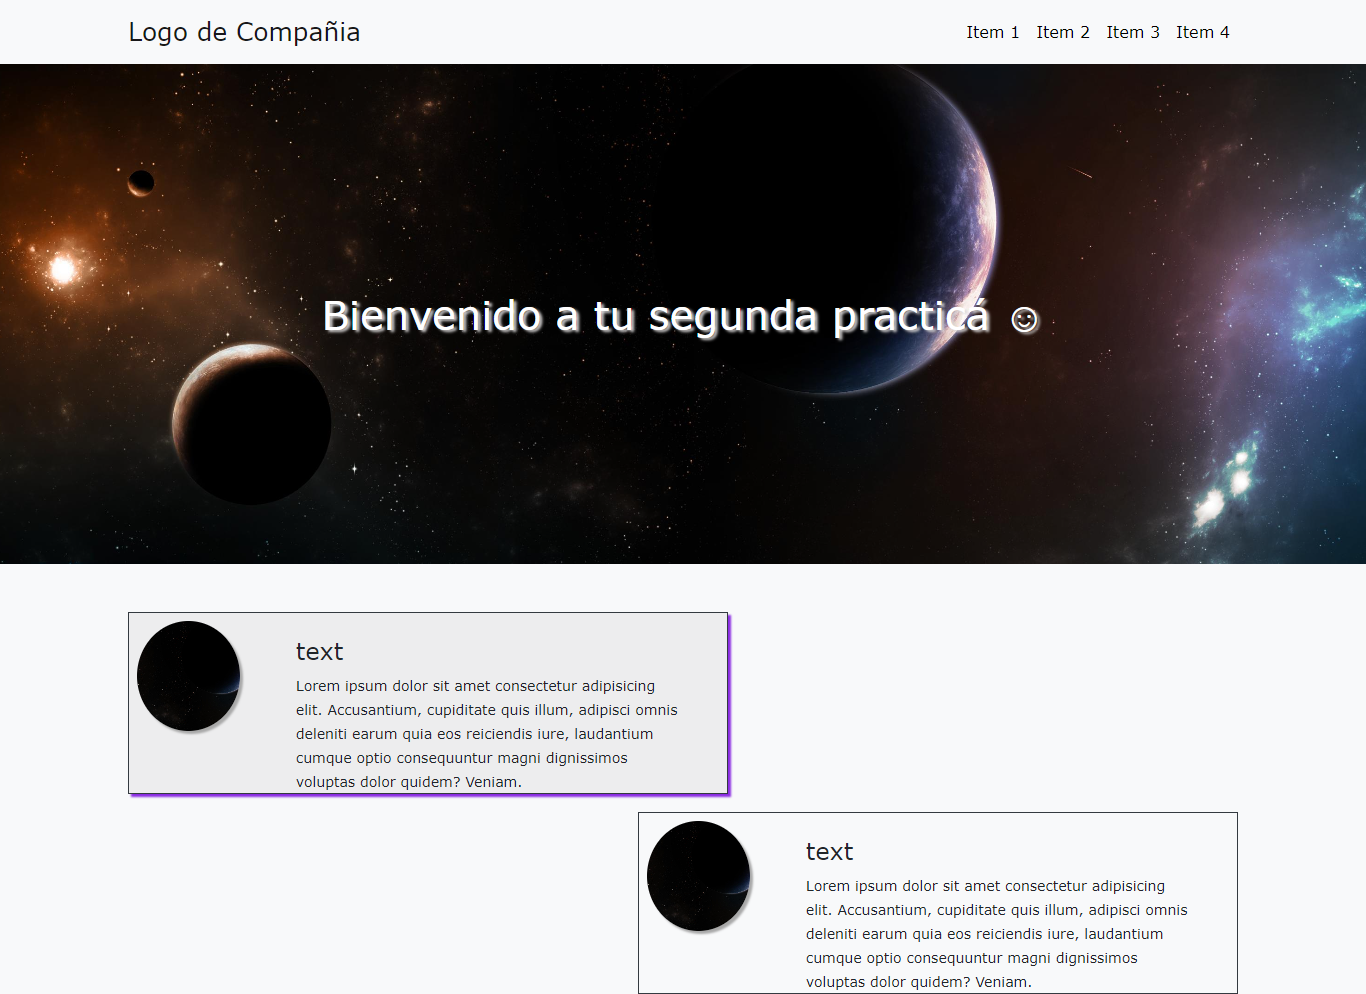 Logo de Compañia
Item 1 Item 2 Item 3 Item 4
Bienvenido a tu segunda practicá ☺
text
Lorem ipsum dolor sit amet consectetur adipisicing
elit. Accusantium, cupiditate quis illum, adipisci omnis
deleniti earum quia eos reiciendis iure, laudantium
cumque optio consequuntur magni dignissimos
voluptas dolor quidem? Veniam.
text
Lorem ipsum dolor sit amet consectetur adipisicing
elit. Accusantium, cupiditate quis illum, adipisci omnis
deleniti earum quia eos reiciendis iure, laudantium
cumque optio consequuntur magni dignissimos
voluptas dolor quidem? Veniam.